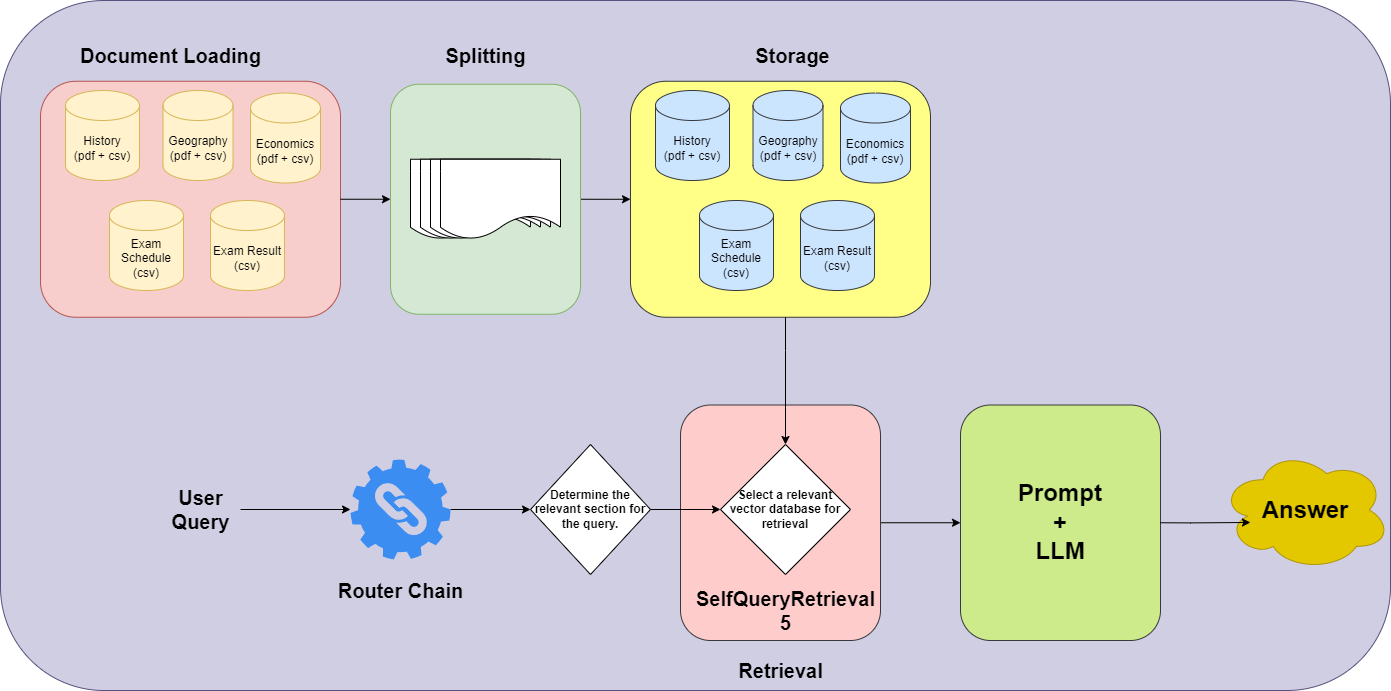 Document Loading
Splitting
Storage
History
(pdf + csv)
Geography
(pdf + csv)
Economics
(pdf + csv)
Exam
Schedule
(csv)
Exam Result
(csv)
History
(pdf + csv)
Geography
(pdf + csv)
Economics
(pdf + csv)
Exam
Schedule
(csv)
Exam Result
(csv)
User
Query
Router Chain
Determine the
relevant section for
the query.
Select a relevant
vector database for
retrieval
SelfQueryRetrieval
5
Retrieval
Prompt
+
LLM
Answer